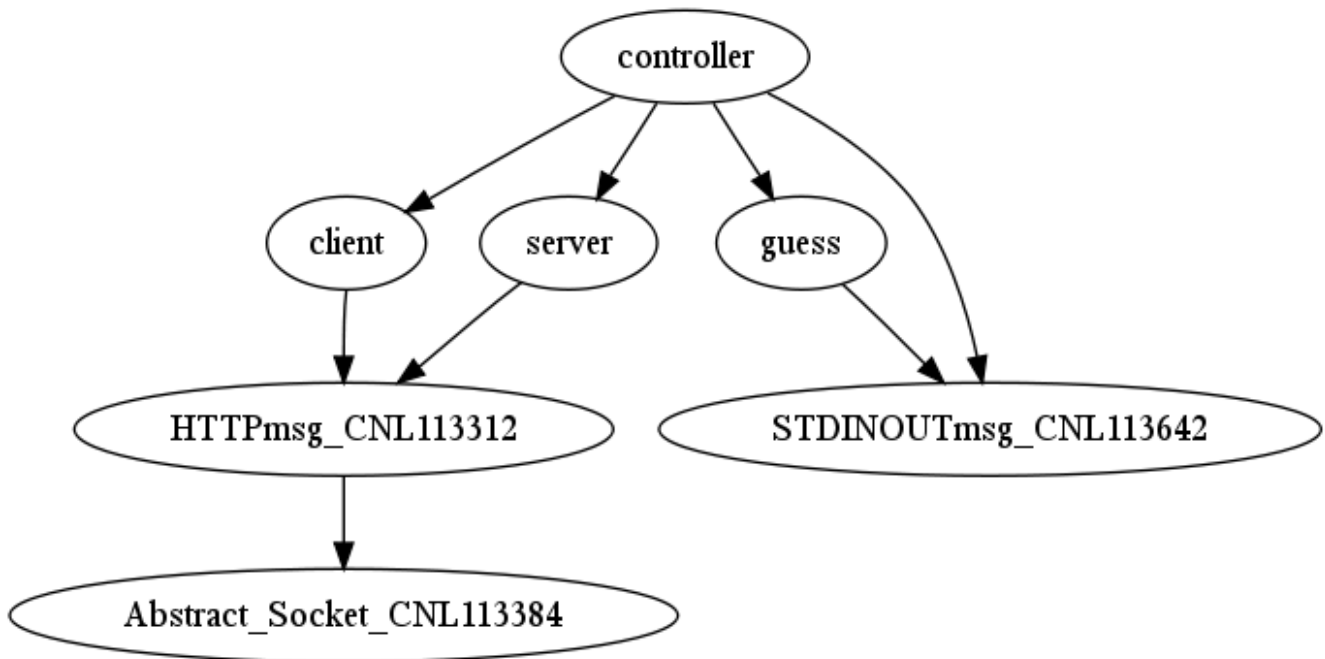 controller
client
server
guess
HTTPmsg_CNL113312
STDINOUTmsg_CNL113642
Abstract_Socket_CNL113384